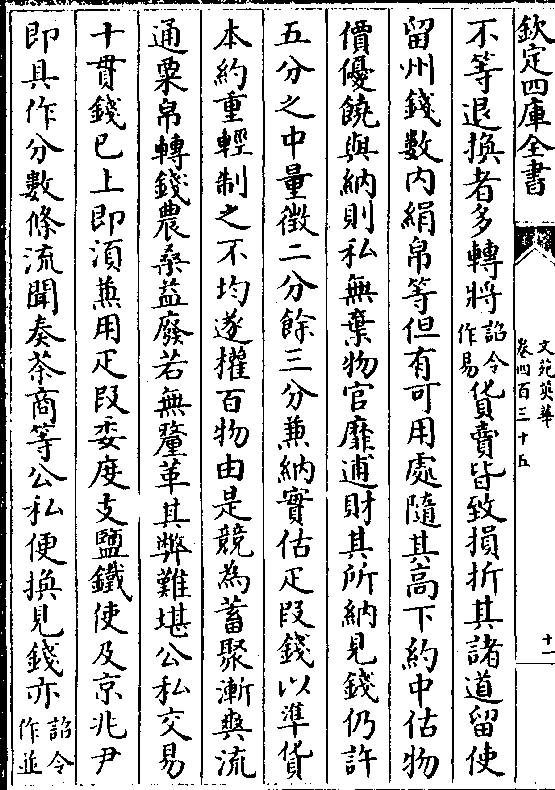 欽定四庫全書
文苑英華
卷四百三十五
十一
不等退換者多轉將詔令作易貨賣皆致損折其諸道留使
留州錢數内絹帛等但有可用處隨其高下約中估物
價優饒與納則私無棄物官靡逋財其所納見錢仍許
五分之中量徴二分餘三分兼納實估疋段錢以準貨
本約重輕制之不均遂權百物由是競為蓄聚漸與流
通粟帛轉錢農桑益廢若無釐革其弊難堪公私交易
十貫錢已上即湏兼用疋段委度支鹽鐵使及京兆尹
即具作分數條流聞奏茶商等公私便換見錢亦詔令作並